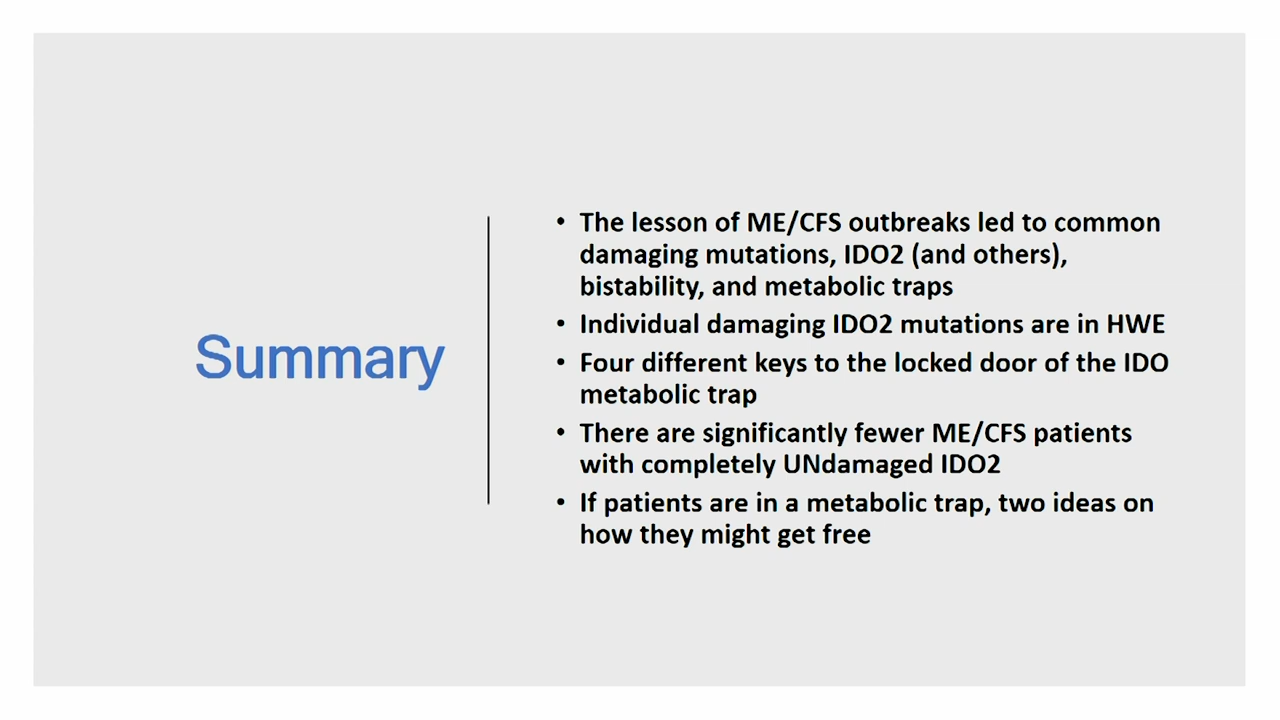 Summary
• The lesson of ME/CFS outbreaks led to common
damaging mutations, IDO2 (and others),
bistability, and metabolic traps
• Individual damaging IDO2 mutations are in HWE
• Four different keys to the locked door of the IDO
metabolic trap
• There are significantly fewer ME/CFS patients
with completely UNdamaged IDO2
• If patients are in a metabolic trap, two ideas on
how they might get free